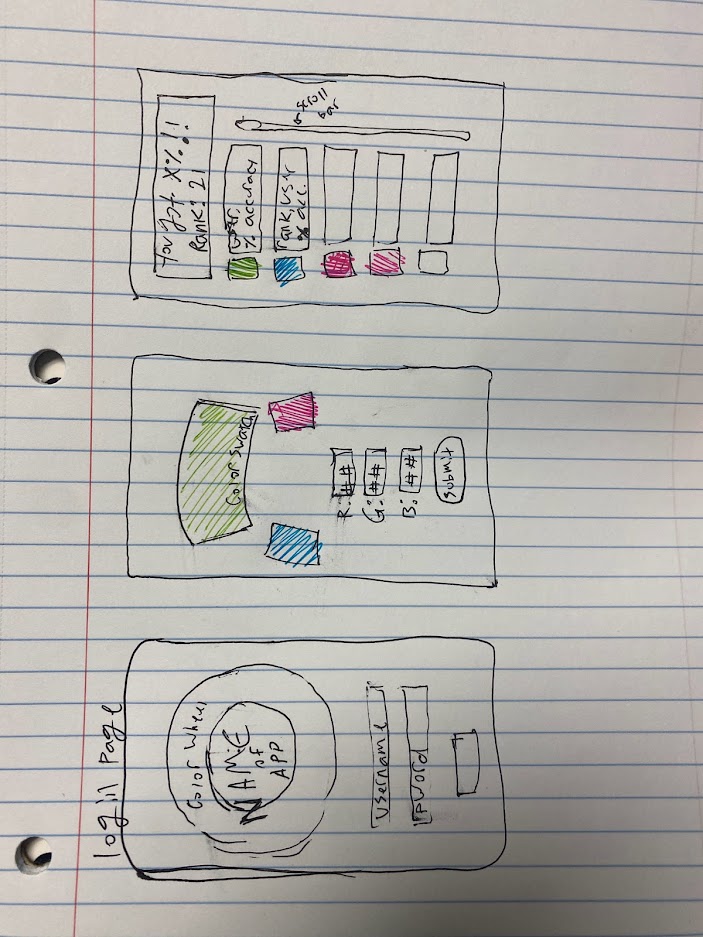 login Page
Color Wheel
NAME
of
APP
Username
pword
Color Swatch
R: ##
G: ##
B: ##
Submit
You got X% !!
Rank: 21
% accuracy
rank, user
% acc.
scroll
bar